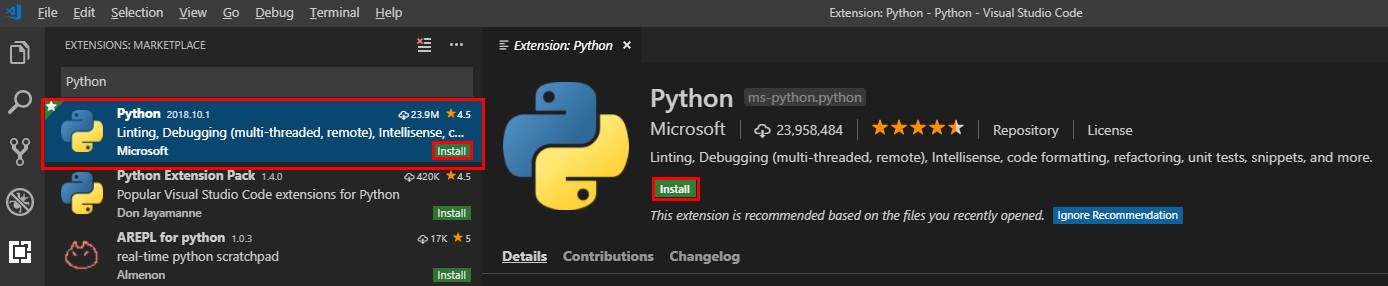 File Edit Selection View Go Debug Terminal Help Extension: Python - Python - Visual Studio Code
EXTENSIONS: MARKETPLACE
Python
Python 2018.10.1 23.9M 4.5
Linting, Debugging (multi-threaded, remote), Intellisense, c...
Microsoft Install
Python Extension Pack 1.4.0 420K 4.5
Popular Visual Studio Code extensions for Python
Don Jayamanne Install
AREPL for python 1.0.3 17K 5
real-time python scratchpad
Almenon Install
Extension: Python
Python ms-python.python
Microsoft 23,958,484 Repository License
Linting, Debugging (multi-threaded, remote), Intellisense, code formatting, refactoring, unit tests, snippets, and more.
Install
This extension is recommended based on the files you recently opened. Ignore Recommendation
Details Contributions Changelog